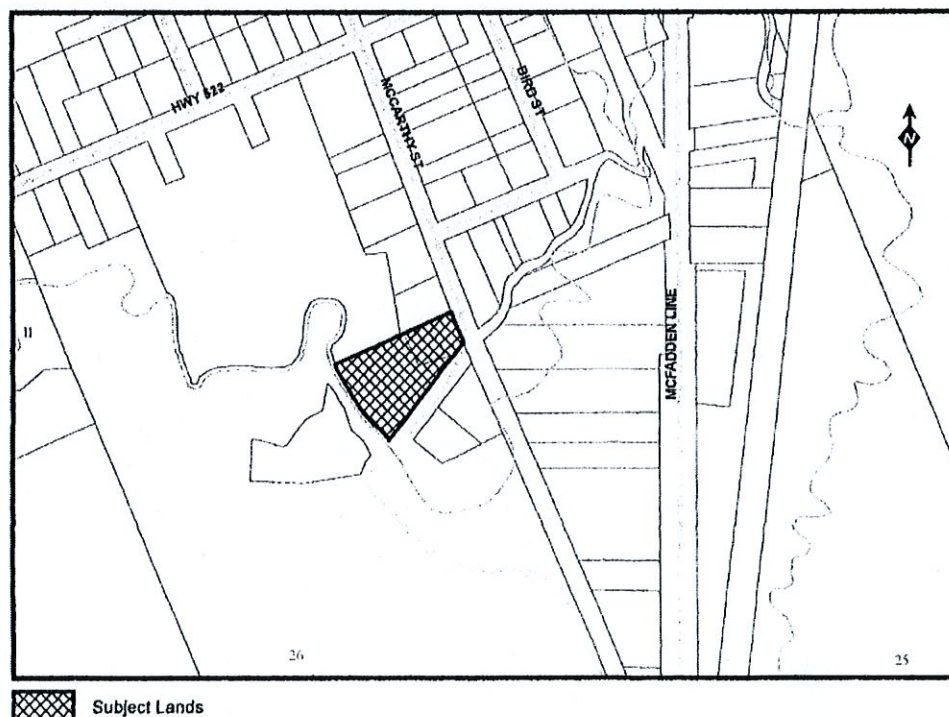 HWY 522
MCCARTHY ST
BIRD ST
N
MCFADDEN LINE
11
26
25
Subject Lands